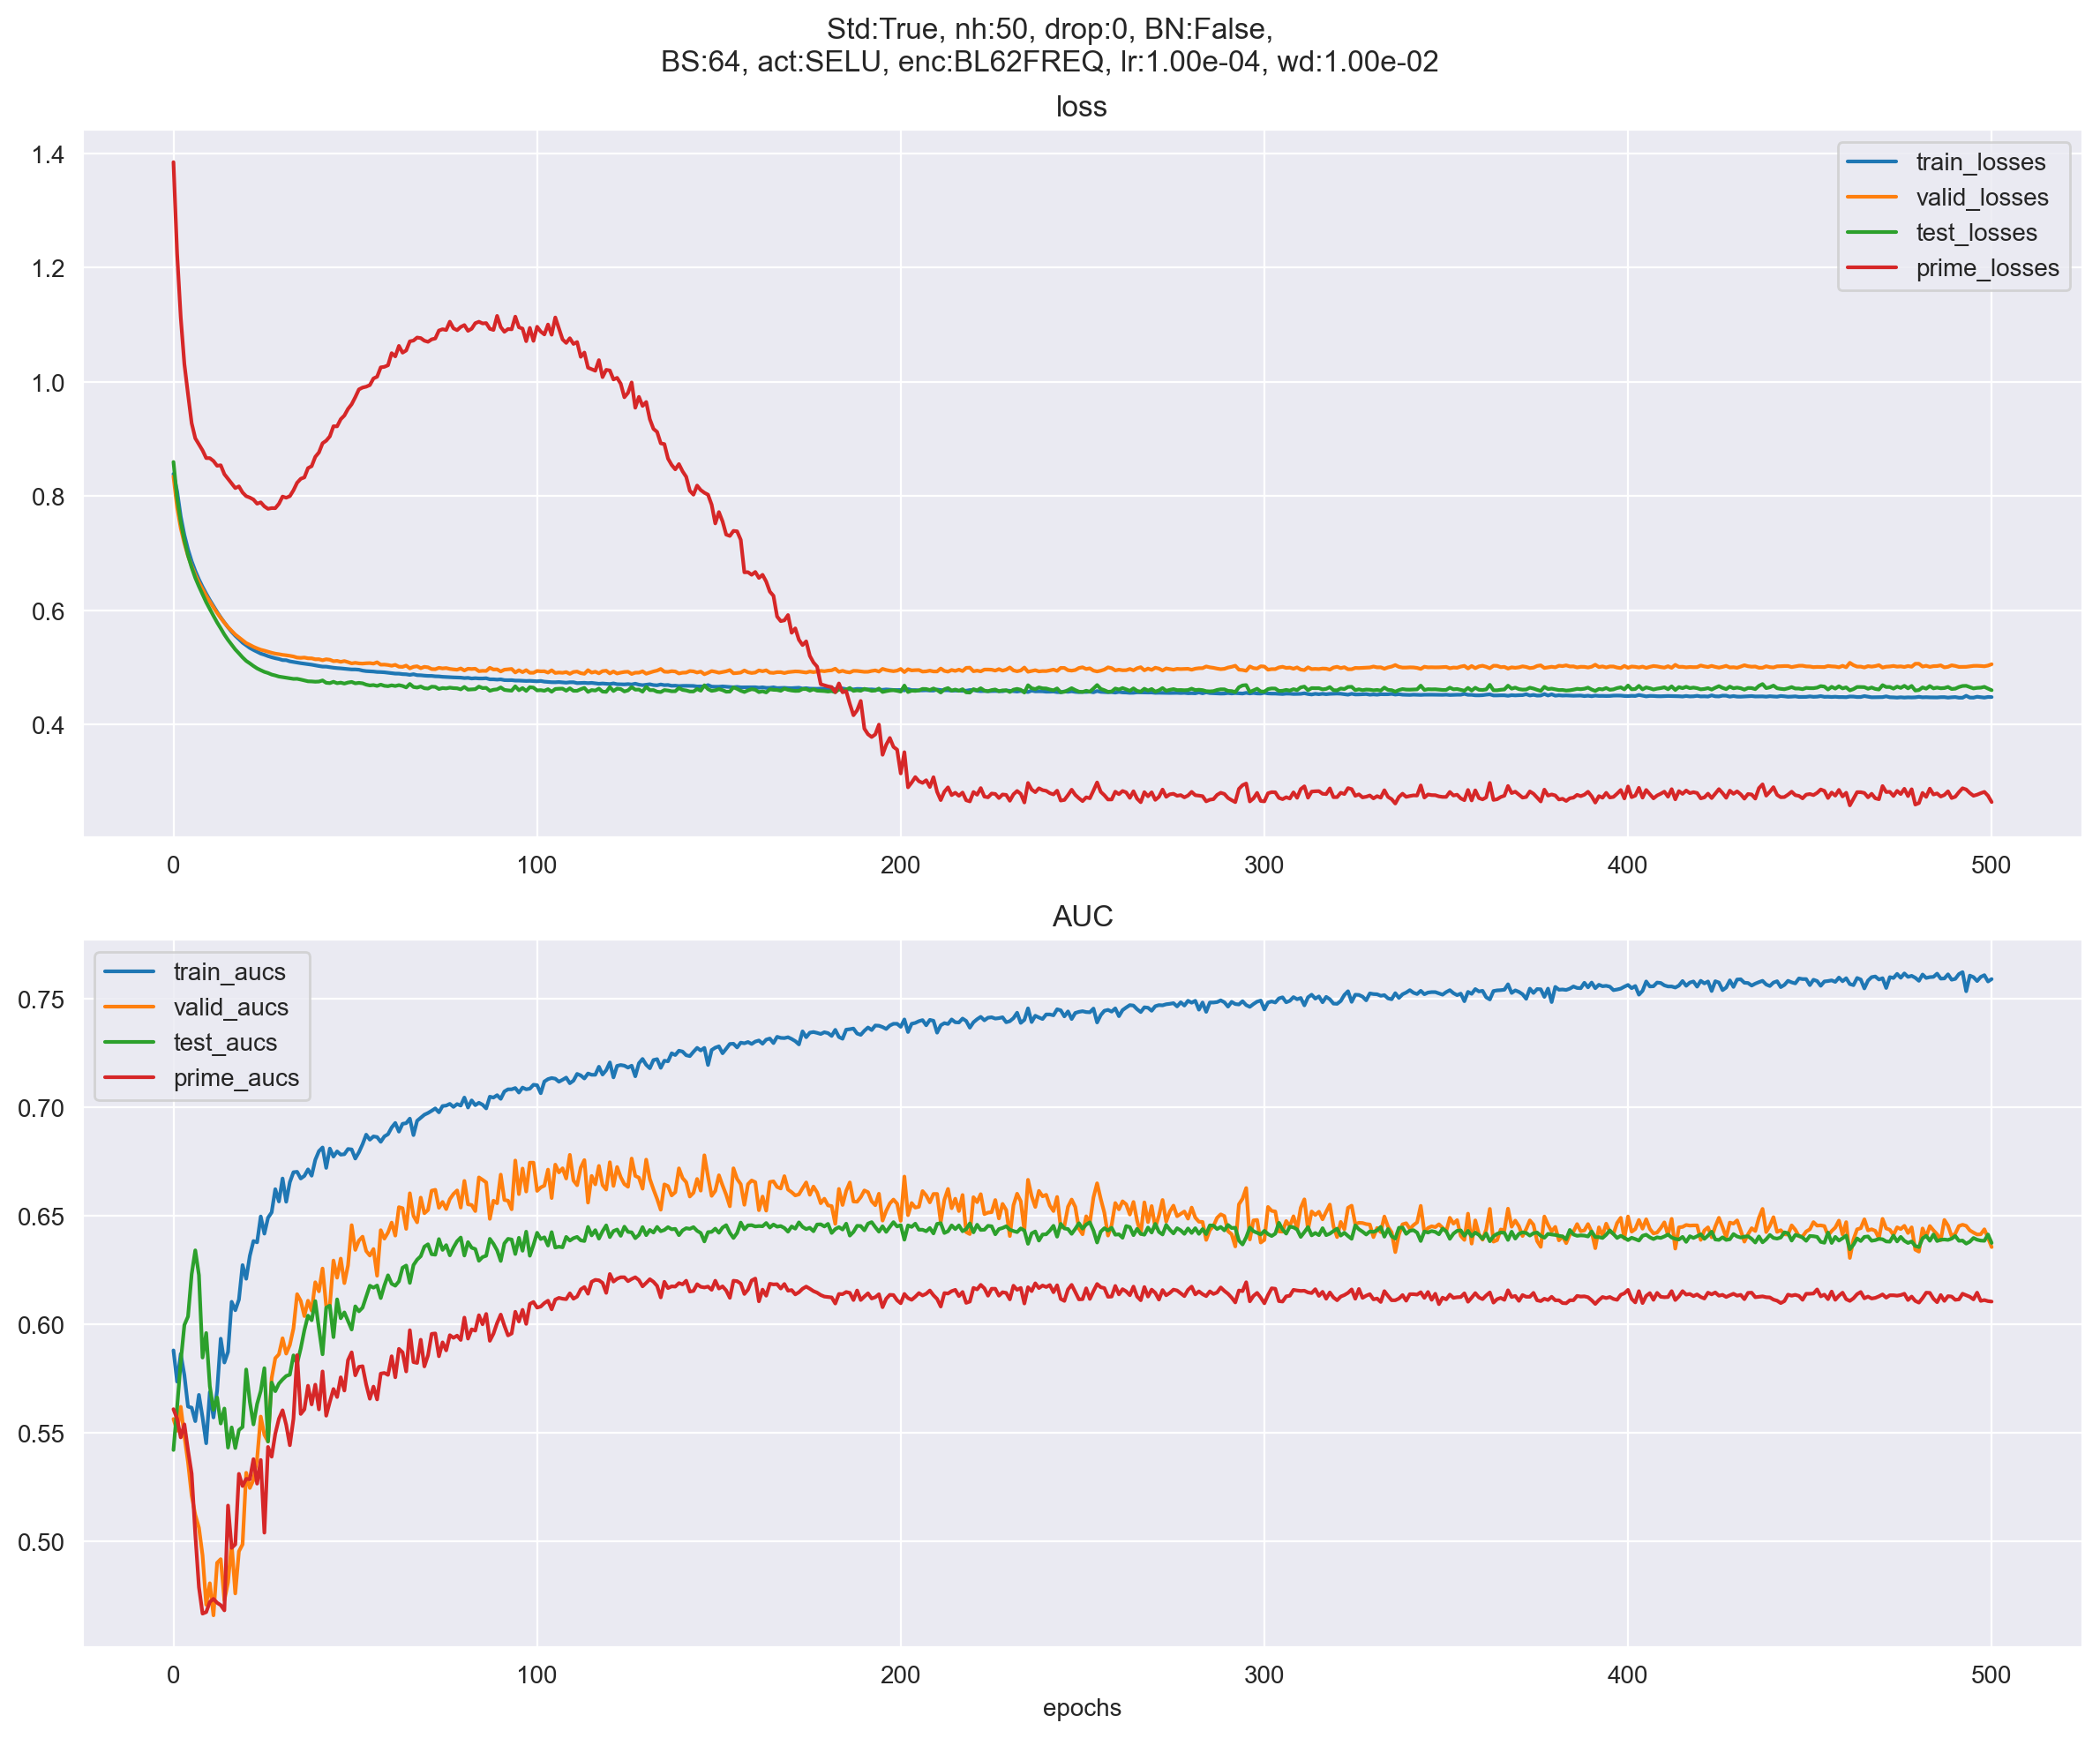 Std:True, nh:50, drop:0, BN:False,
BS:64, act:SELU, enc:BL62FREQ, lr:1.00e-04, wd:1.00e-02
loss
1.4
1.2
1.0
0.8
0.6
0.4
train_losses
valid_losses
test_losses
prime_losses
0 100 200 300 400 500
AUC
0.75
0.70
0.65
0.60
0.55
0.50
train_aucs
valid_aucs
test_aucs
prime_aucs
0 100 200 300 400 500
epochs